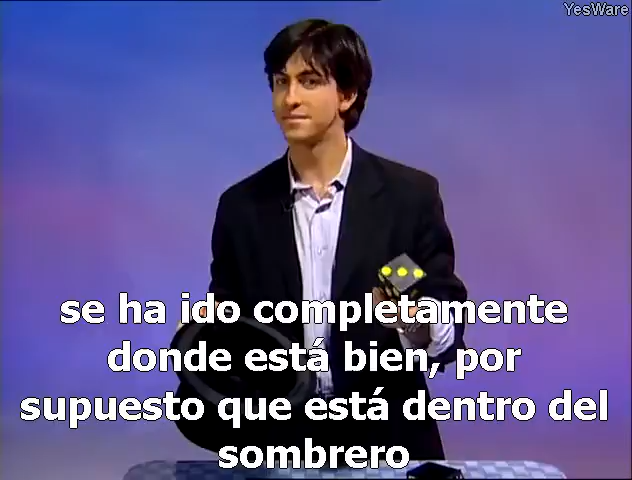 YesWare
se ha ido completamente
donde está bien, por
supuesto que está dentro del
sombrero